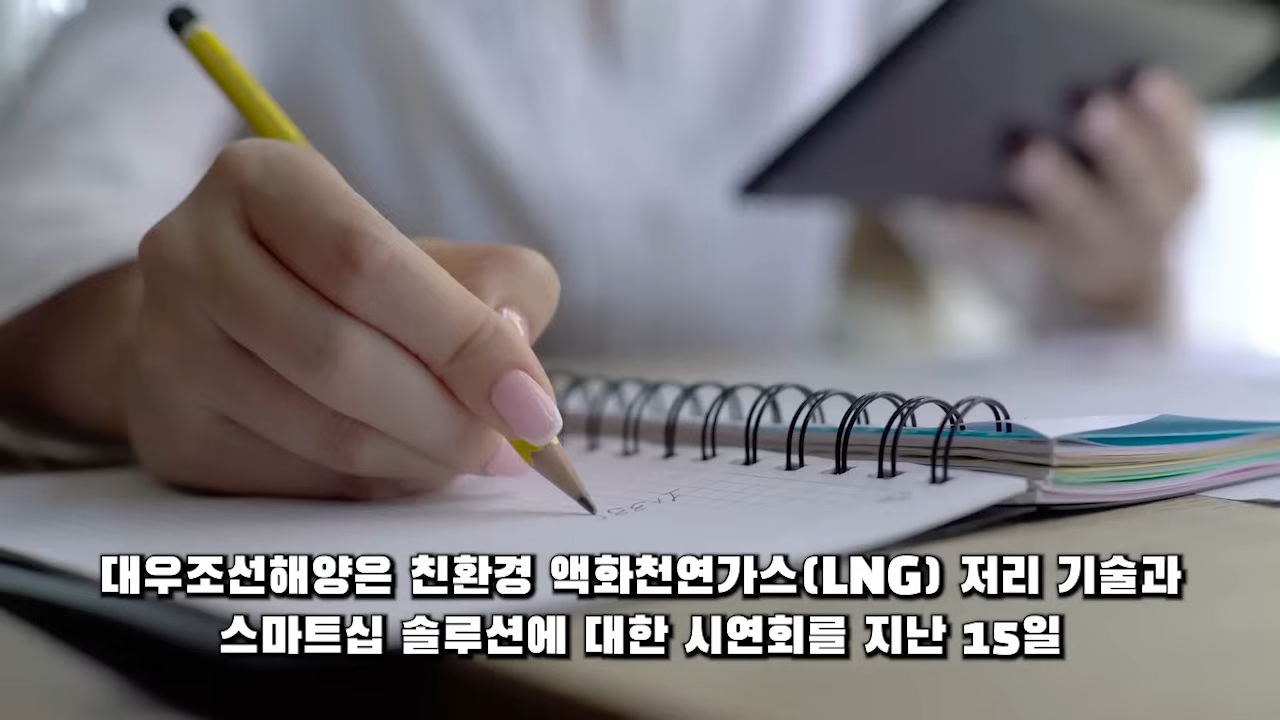 대우조선해양은 친환경 액화천연가스(LNG) 저리 기술과
스마트십 솔루션에 대한 시연회를 지난 15일